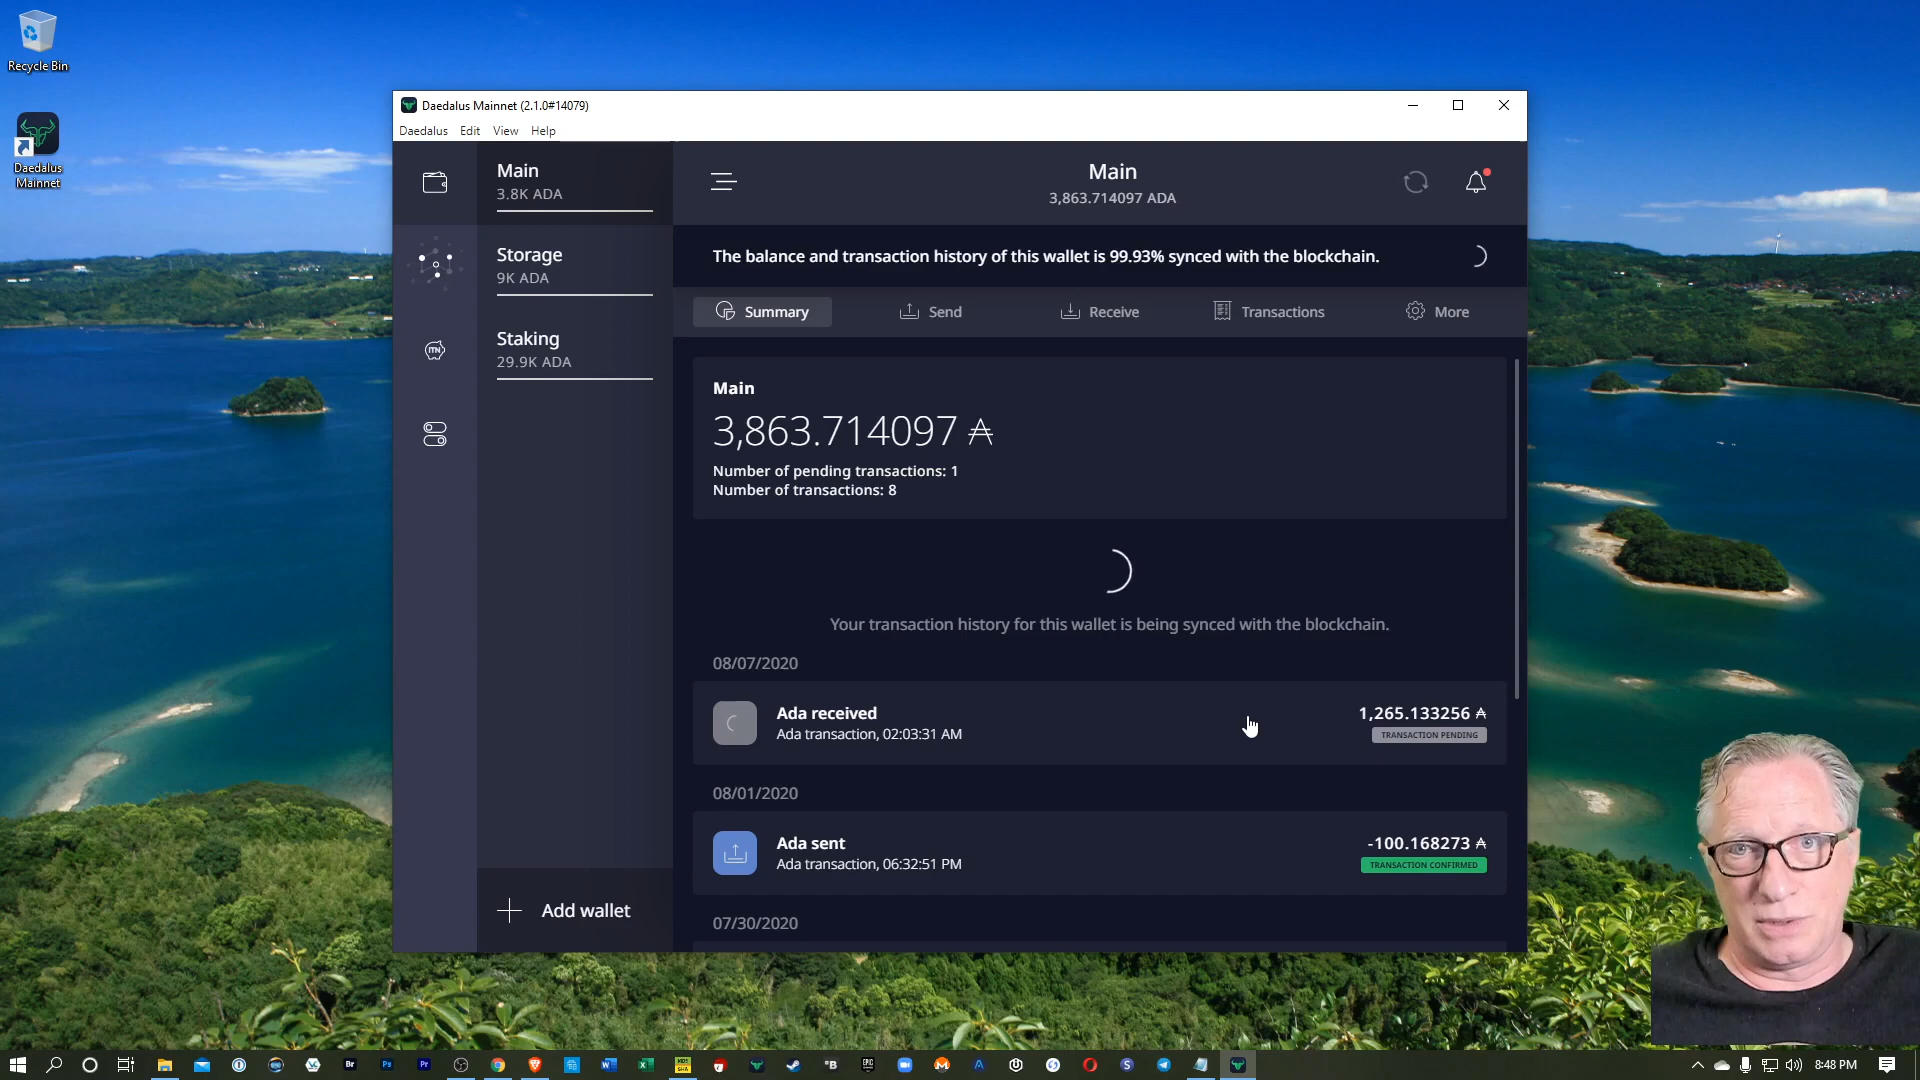 Recycle Bin
Daedalus
Mainnet
Daedalus Mainnet (2.1.0#14079)
Daedalus Edit View Help
Main
3.8K ADA
Storage
9K ADA
ITN
Staking
29.9K ADA
Add wallet
Main
3,863.714097 ADA
The balance and transaction history of this wallet is 99.93% synced with the blockchain.
Summary Send Receive Transactions More
Main
3,863.714097 ₳
Number of pending transactions: 1
Number of transactions: 8
Your transaction history for this wallet is being synced with the blockchain.
08/07/2020
Ada received 1,265.133256 ₳
Ada transaction, 02:03:31 AM TRANSACTION PENDING
08/01/2020
Ada sent -100.168273 ₳
Ada transaction, 06:32:51 PM TRANSACTION CONFIRMED
07/30/2020
Br Ps Pr 8:48 PM